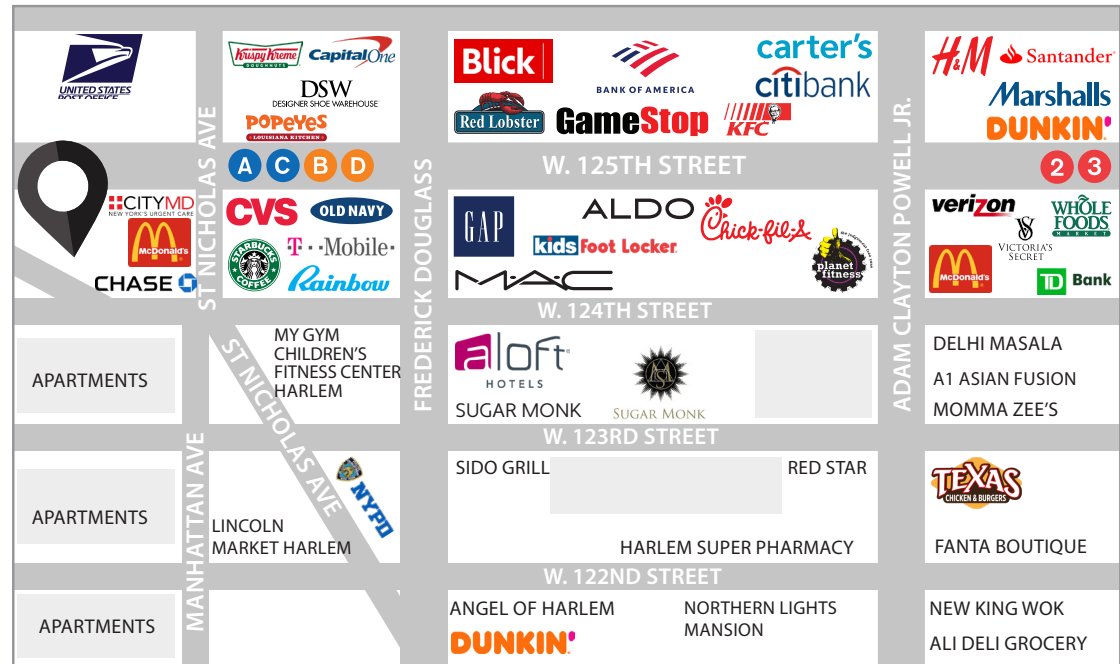 UNITED STATES
POST OFFICE
Krispy Kreme
DOUGHNUTS
Capital One
DSW
DESIGNER SHOE WAREHOUSE
POPEYES
LOUISIANA KITCHEN
Blick
BANK OF AMERICA
carter's
citibank
Red Lobster
GameStop
KFC
H&M
Santander
Marshalls
DUNKIN'
ST NICHOLAS AVE
A C B D
FREDERICK DOUGLASS
W. 125TH STREET
ADAM CLAYTON POWELL JR.
2 3
CITYMD
NEW YORK'S URGENT CARE
McDonald's
CHASE
CVS
OLD NAVY
STARBUCKS
COFFEE
T··Mobile·
Rainbow
GAP
ALDO
Chick-fil-A
kids Foot Locker
MAC
planet
fitness
verizon
WHOLE
FOODS
MARKET
VS
VICTORIA'S
SECRET
McDonald's
TD Bank
W. 124TH STREET
APARTMENTS
MY GYM
CHILDREN'S
FITNESS CENTER
HARLEM
ST NICHOLAS AVE
aloft
HOTELS
SUGAR MONK
SUGAR MONK
DELHI MASALA
A1 ASIAN FUSION
MOMMA ZEE'S
W. 123RD STREET
MANHATTAN AVE
APARTMENTS
NYPD
LINCOLN
MARKET HARLEM
SIDO GRILL
RED STAR
HARLEM SUPER PHARMACY
TEXAS
CHICKEN & BURGERS
FANTA BOUTIQUE
W. 122ND STREET
APARTMENTS
ANGEL OF HARLEM
DUNKIN'
NORTHERN LIGHTS
MANSION
NEW KING WOK
ALI DELI GROCERY